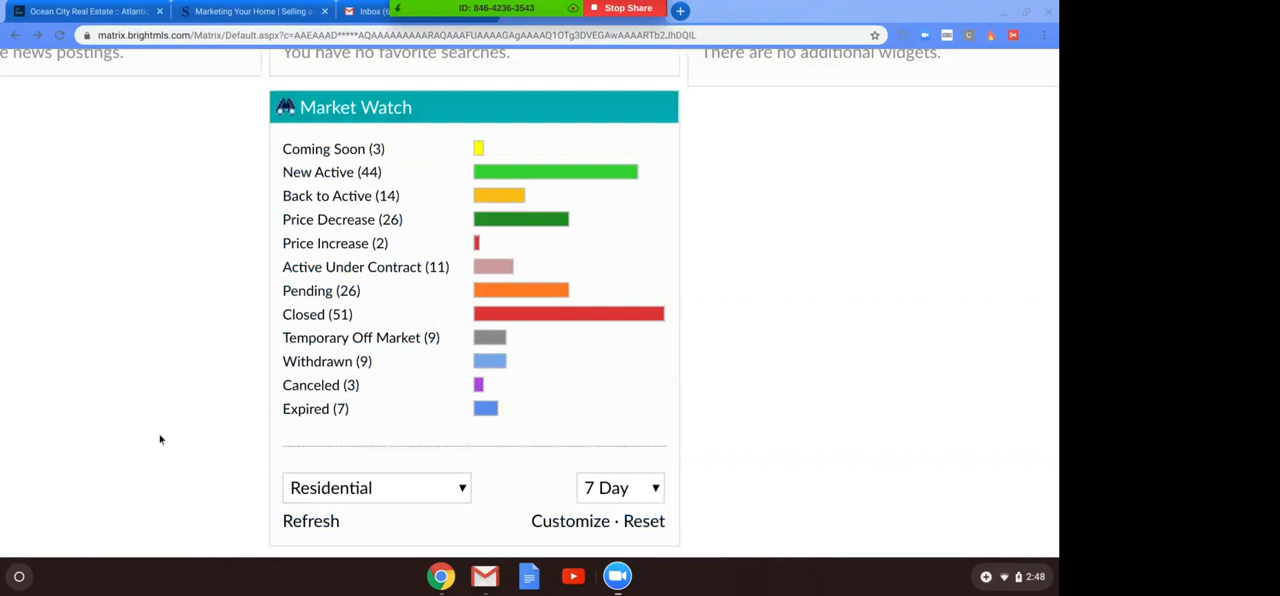 Ocean City Real Estate :: Atlanti
Marketing Your Home | Selling
Inbox (6
ID: 846-4236-3543
Stop Share
matrix.brightmls.com/Matrix/Default.aspx?c=AAEAAAD*****AQAAAAAAAAARAQAAAFUAAAAGAgAAAAQ1OTg3DVEGAwAAAARTb2JhDQIL
e news postings.
You have no favorite searches.
There are no additional widgets.
Market Watch
Coming Soon (3)
New Active (44)
Back to Active (14)
Price Decrease (26)
Price Increase (2)
Active Under Contract (11)
Pending (26)
Closed (51)
Temporary Off Market (9)
Withdrawn (9)
Canceled (3)
Expired (7)
Residential
7 Day
Refresh
Customize · Reset
2:48